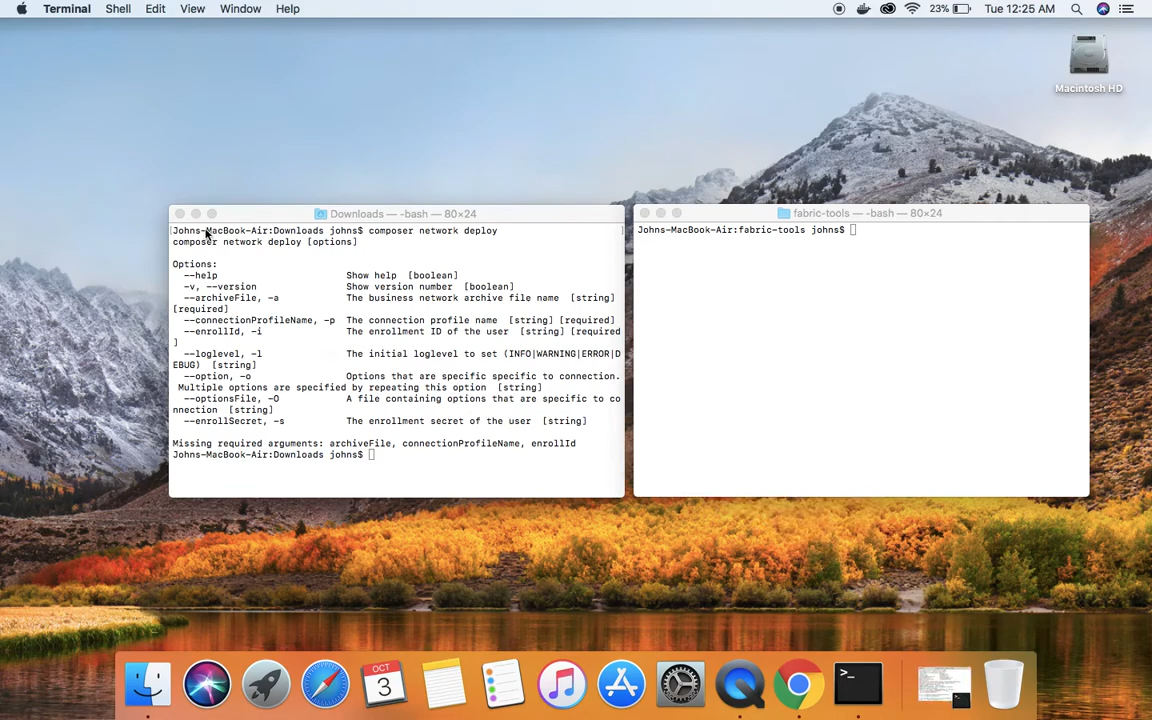 Terminal Shell Edit View Window Help 23% Tue 12:25 AM
Macintosh HD
Downloads — -bash — 80×24
Johns-MacBook-Air:Downloads johns$ composer network deploy
composer network deploy [options]
Options:
--help Show help [boolean]
-v, --version Show version number [boolean]
--archiveFile, -a The business network archive file name [string]
[required]
--connectionProfileName, -p The connection profile name [string] [required]
--enrollId, -i The enrollment ID of the user [string] [required
]
--loglevel, -l The initial loglevel to set (INFO|WARNING|ERROR|D
EBUG) [string]
--option, -o Options that are specific specific to connection.
Multiple options are specified by repeating this option [string]
--optionsFile, -O A file containing options that are specific to co
nnection [string]
--enrollSecret, -s The enrollment secret of the user [string]
Missing required arguments: archiveFile, connectionProfileName, enrollId
Johns-MacBook-Air:Downloads johns$
fabric-tools — -bash — 80×24
Johns-MacBook-Air:fabric-tools johns$
OCT
3
>_